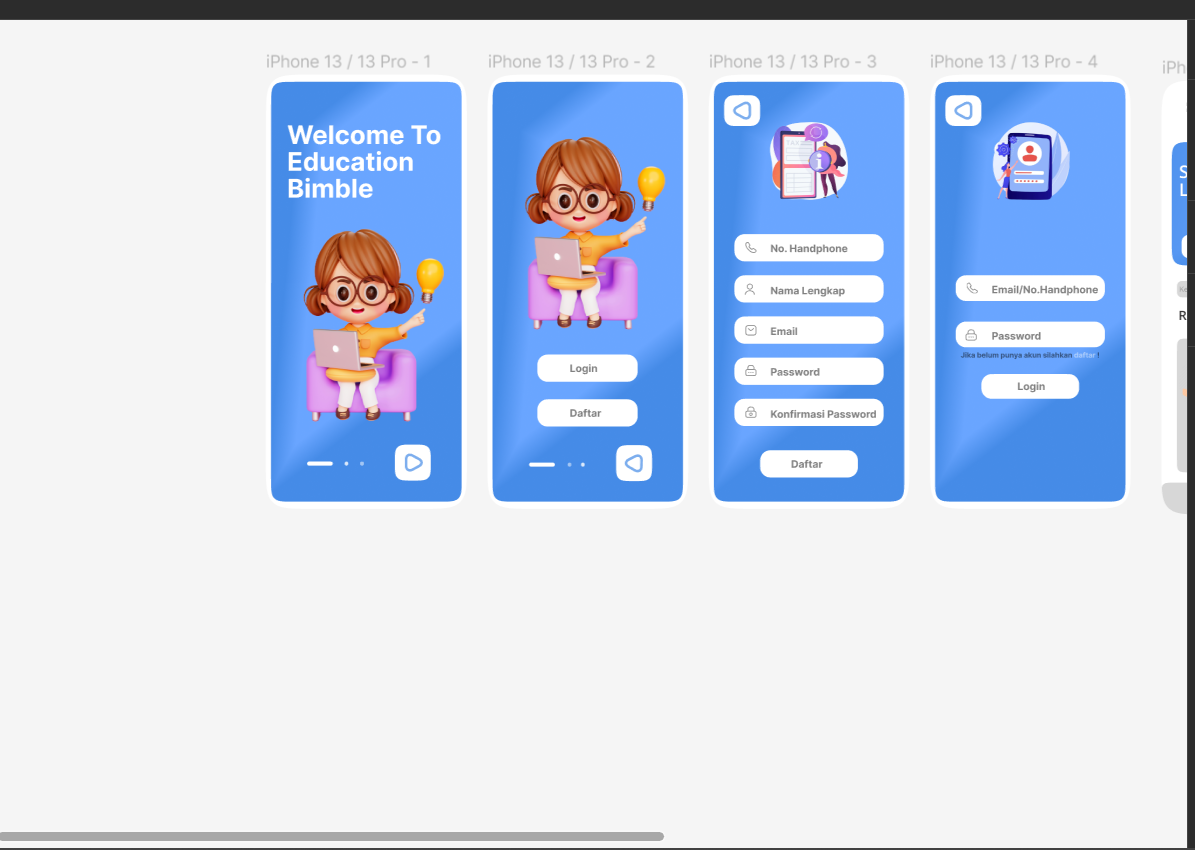 iPhone 13 / 13 Pro - 1
Welcome To
Education
Bimble
iPhone 13 / 13 Pro - 2
Login
Daftar
iPhone 13 / 13 Pro - 3
No. Handphone
Nama Lengkap
Email
Password
Konfirmasi Password
Daftar
iPhone 13 / 13 Pro - 4
Email/No.Handphone
Password
Jika belum punya akun silahkan daftar !
Login
iPh
S
L
R